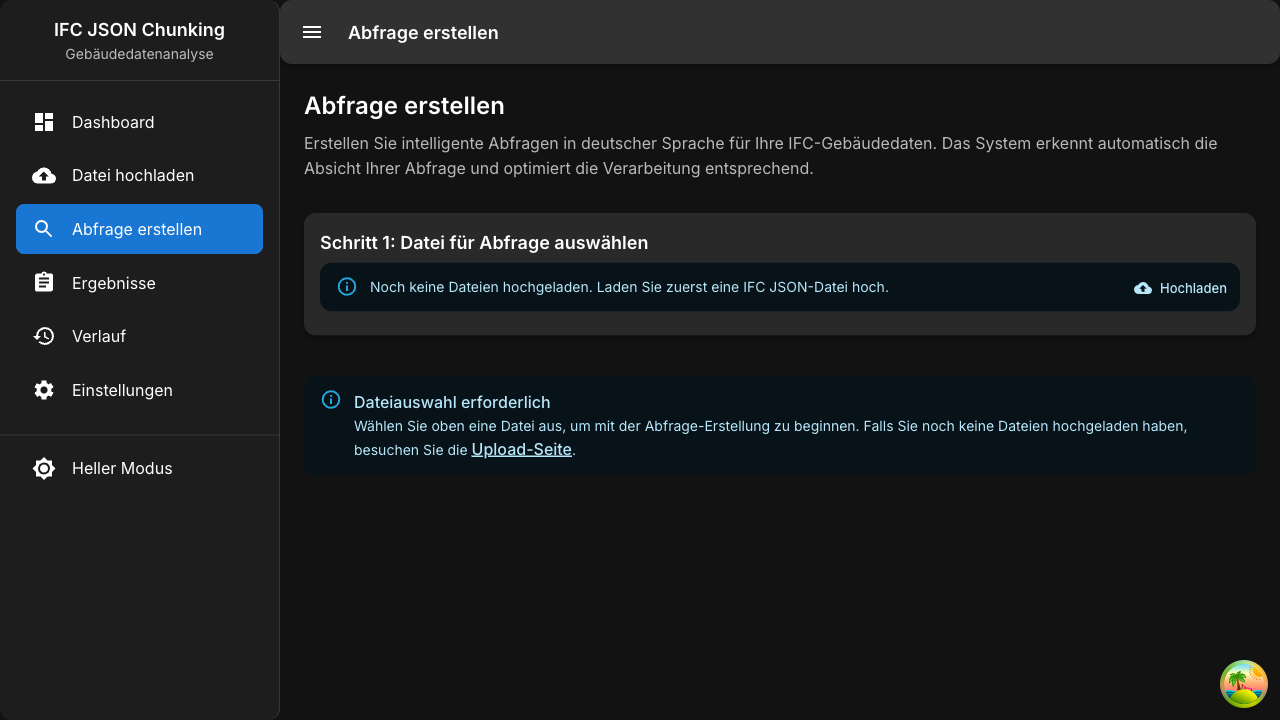 IFC JSON Chunking
Gebäudedatenanalyse
Dashboard
Datei hochladen
Abfrage erstellen
Ergebnisse
Verlauf
Einstellungen
Heller Modus
Abfrage erstellen
Abfrage erstellen
Erstellen Sie intelligente Abfragen in deutscher Sprache für Ihre IFC-Gebäudedaten. Das System erkennt automatisch die
Absicht Ihrer Abfrage und optimiert die Verarbeitung entsprechend.
Schritt 1: Datei für Abfrage auswählen
Noch keine Dateien hochgeladen. Laden Sie zuerst eine IFC JSON-Datei hoch.
Hochladen
Dateiauswahl erforderlich
Wählen Sie oben eine Datei aus, um mit der Abfrage-Erstellung zu beginnen. Falls Sie noch keine Dateien hochgeladen haben,
besuchen Sie die Upload-Seite.